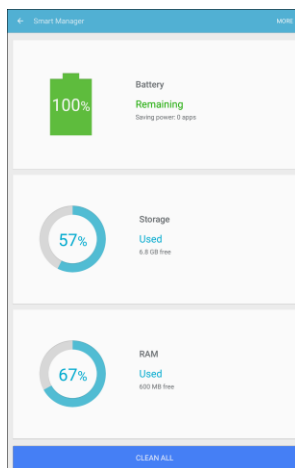 Smart Manager
MORE
100%
Battery
Remaining
Saving power: 0 apps
57%
Storage
Used
6.8 GB free
67%
RAM
Used
600 MB free
CLEAN ALL